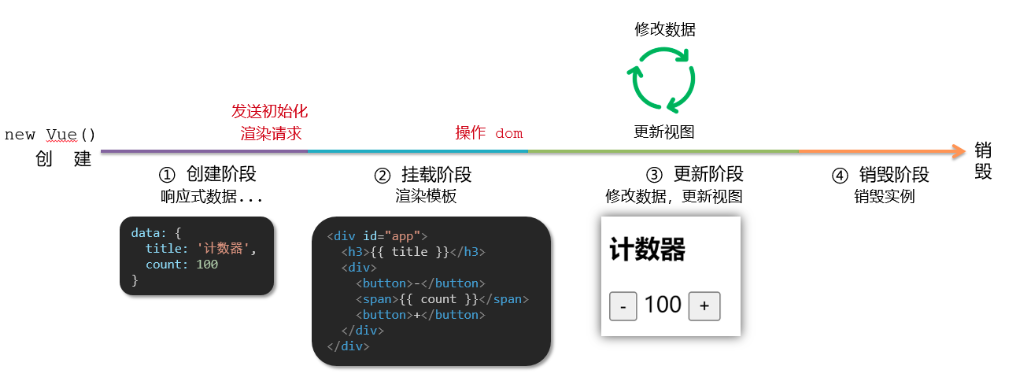 修改数据
更新视图
发送初始化
渲染请求
操作 dom
new Vue()
创 建
销毁
① 创建阶段
响应式数据...
② 挂载阶段
渲染模板
③ 更新阶段
修改数据，更新视图
④ 销毁阶段
销毁实例
data: {
  title: '计数器',
  count: 100
}
<div id="app">
  <h3>{{ title }}</h3>
  <div>
    <button>-</button>
    <span>{{ count }}</span>
    <button>+</button>
  </div>
</div>
计数器
- 100 +